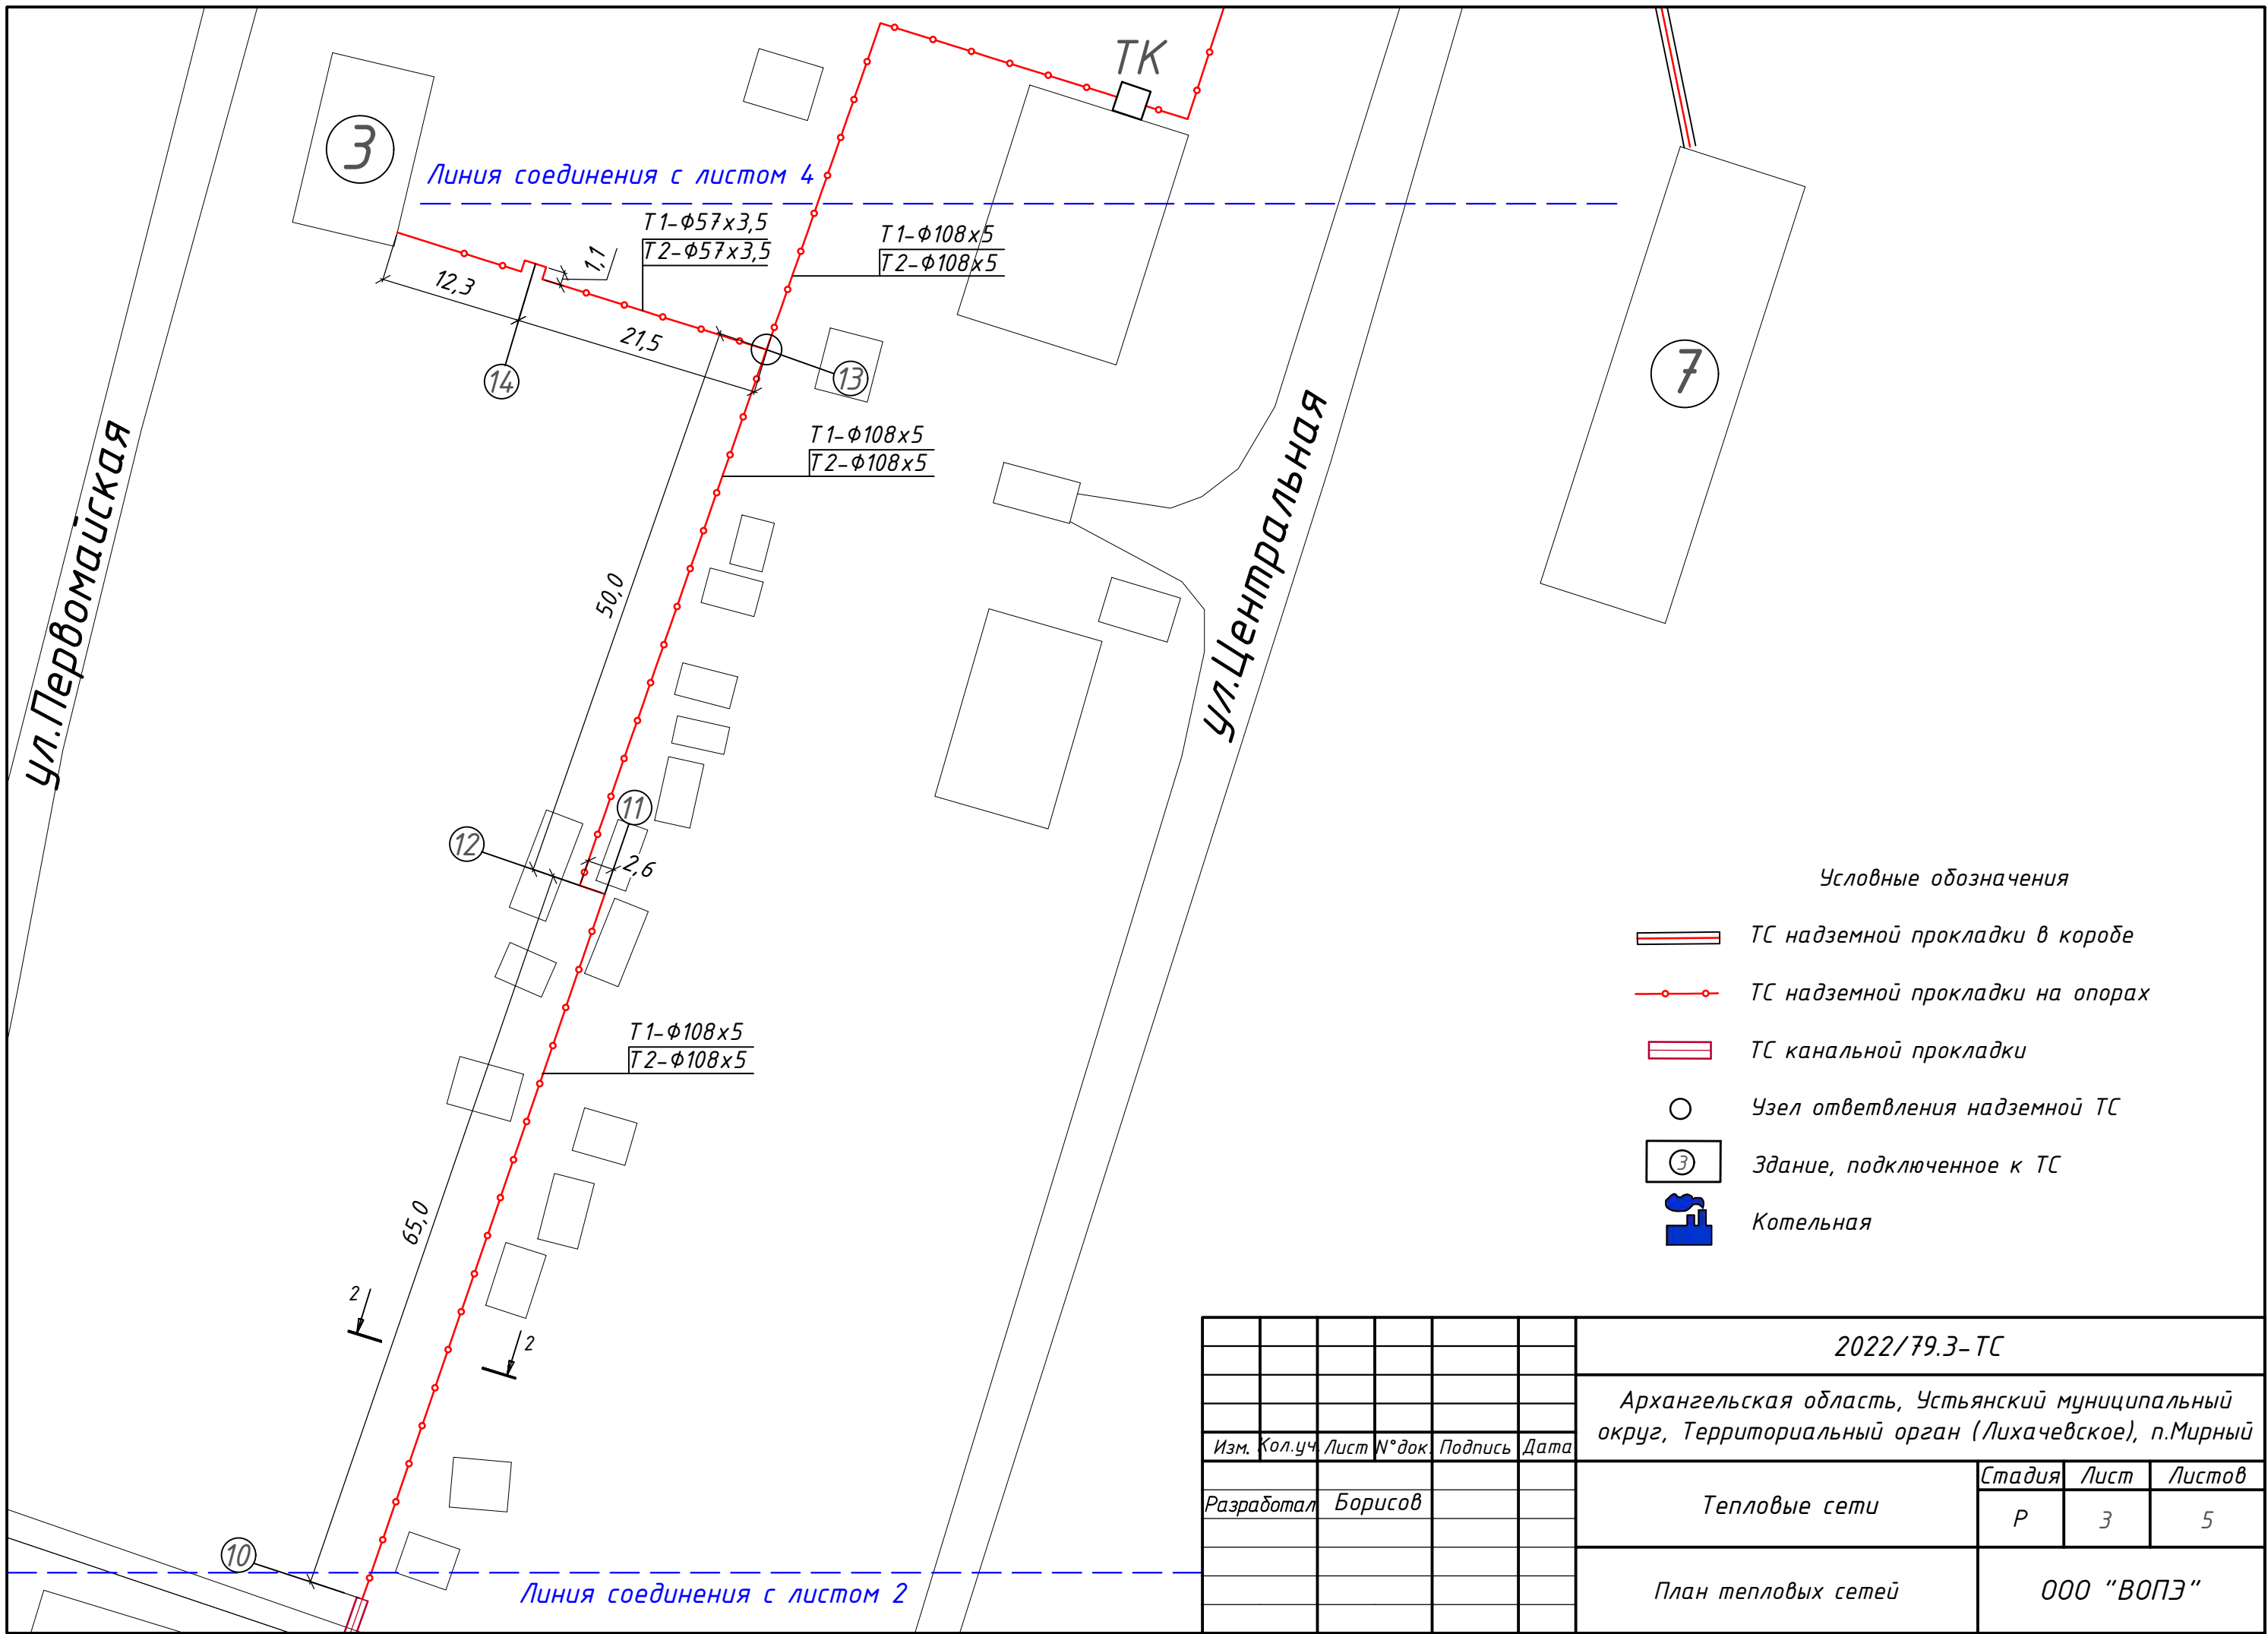 ТК
3
Линия соединения с листом 4
Т1-Ф57х3,5
Т2-Ф57х3,5
Т1-Ф108х5
Т2-Ф108х5
1,1
12,3
21,5
14
13
7
Т1-Ф108х5
Т2-Ф108х5
ул.Первомайская
ул.Центральная
50,0
11
12
2,6
Т1-Ф108х5
Т2-Ф108х5
65,0
2
2
10
Линия соединения с листом 2
Условные обозначения
ТС надземной прокладки в коробе
ТС надземной прокладки на опорах
ТС канальной прокладки
Узел ответвления надземной ТС
3
Здание, подключенное к ТС
Котельная
2022/79.3-ТС
Архангельская область, Устьянский муниципальный
округ, Территориальный орган (Лихачевское), п.Мирный
Изм. Кол.уч. Лист N°док. Подпись Дата
Разработал Борисов
Тепловые сети
Стадия Лист Листов
Р 3 5
План тепловых сетей
ООО "ВОПЭ"